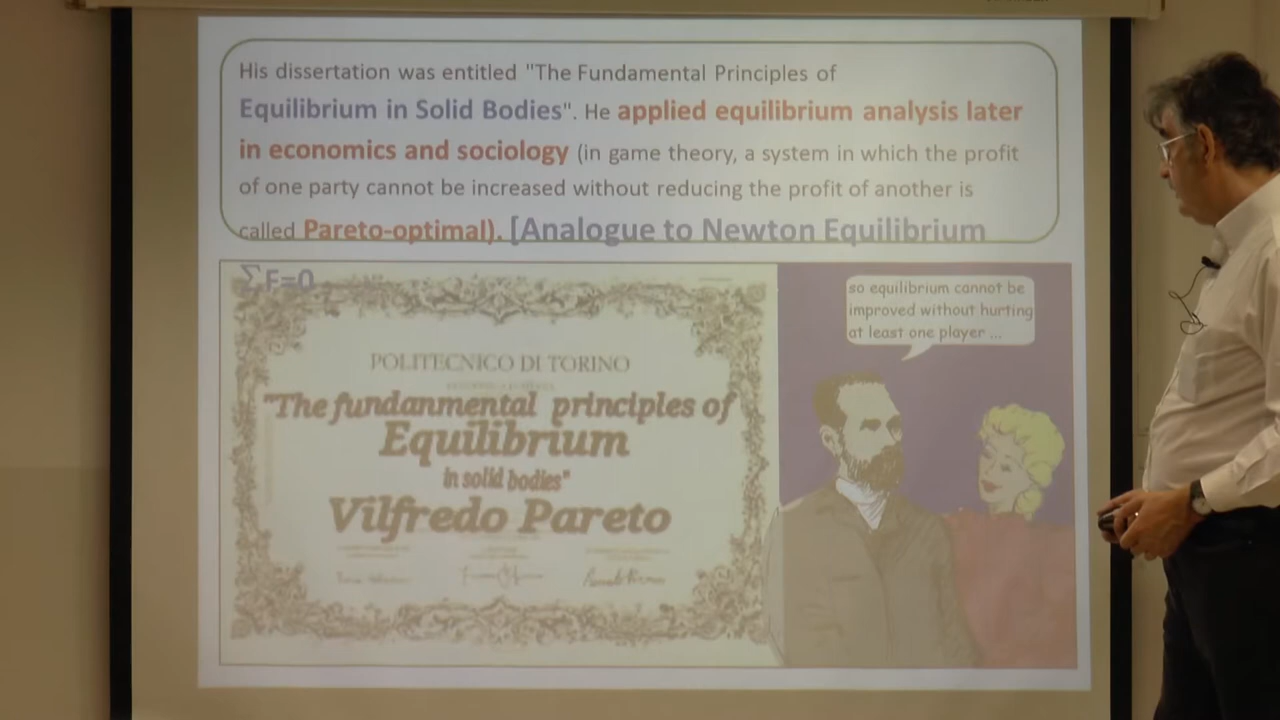 His dissertation was entitled "The Fundamental Principles of
Equilibrium in Solid Bodies". He applied equilibrium analysis later
in economics and sociology (in game theory, a system in which the profit
of one party cannot be increased without reducing the profit of another is
called Pareto-optimal). [Analogue to Newton Equilibrium
∑F=0
POLITECNICO DI TORINO
"The fundanmental principles of
Equilibrium
in solid bodies"
Vilfredo Pareto
so equilibrium cannot be
improved without hurting
at least one player ...